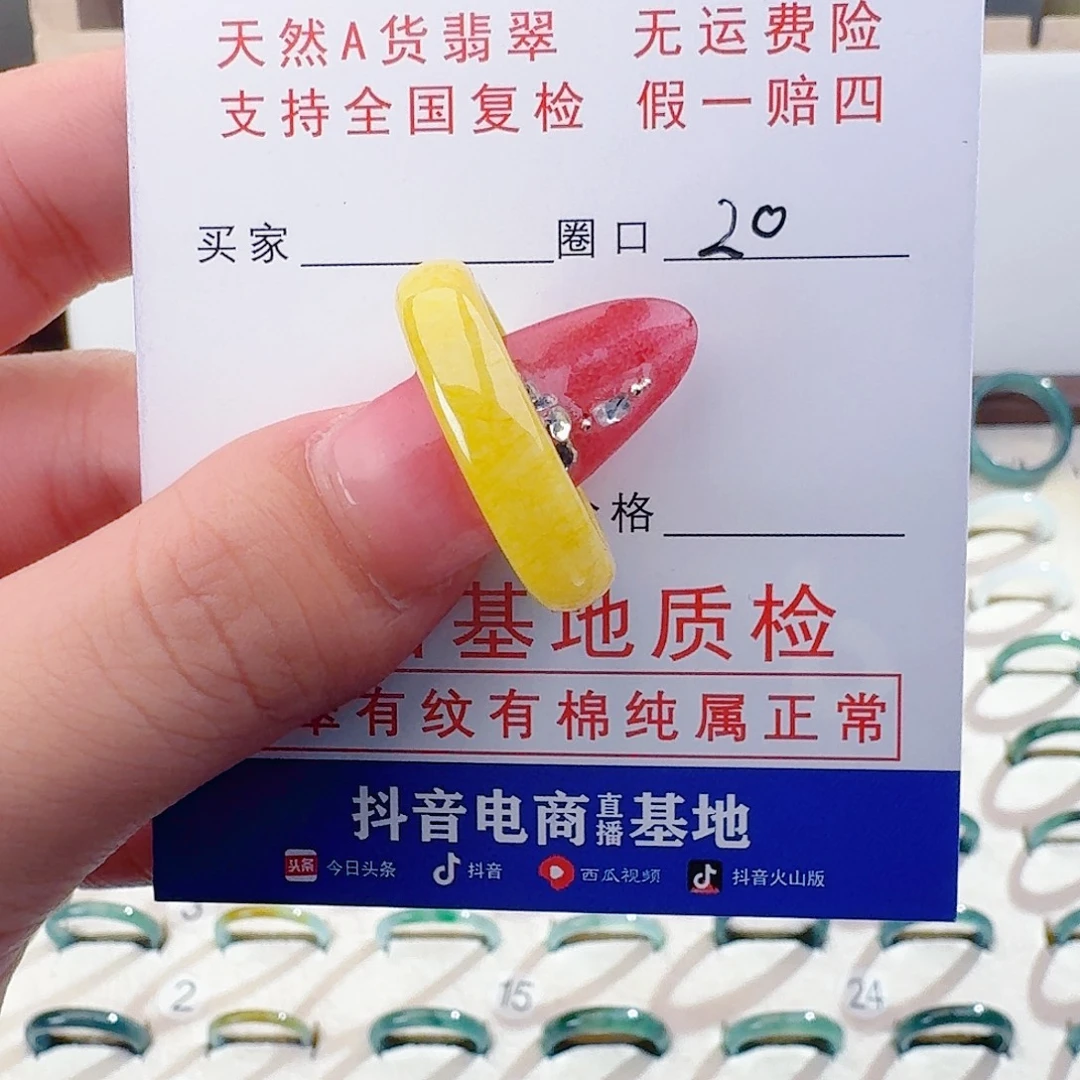 天然A货翡翠 无运费险
支持全国复检 假一赔四
买家 圈口 20
格
基地质检
有纹有棉纯属正常
抖音电商直播基地
头条 今日头条 抖音 西瓜视频 抖音火山版
3
2 15 24